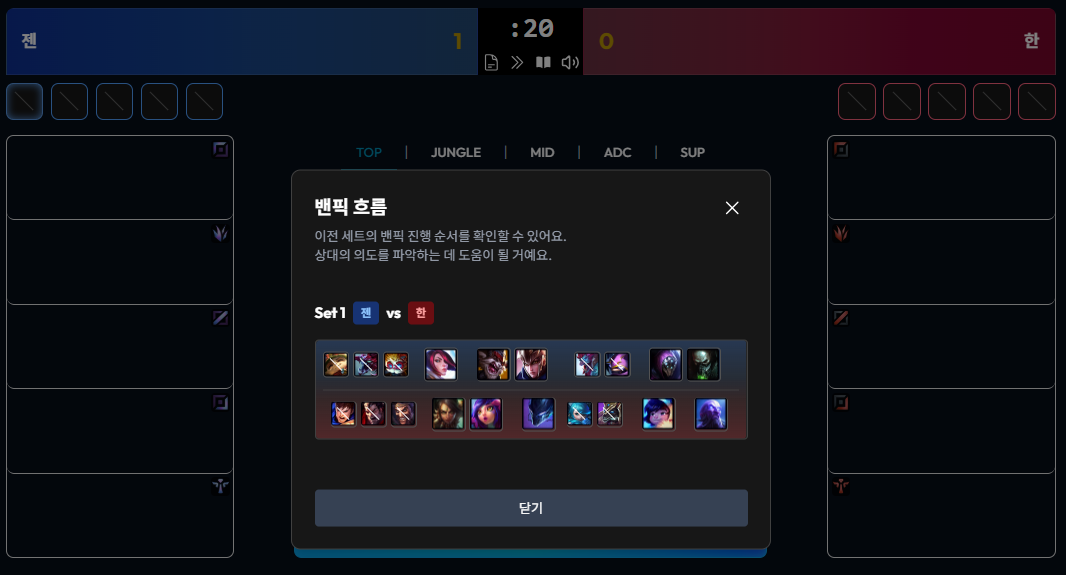 젠
1
:20
0
한
TOP | JUNGLE | MID | ADC | SUP
밴픽 흐름
이전 세트의 밴픽 진행 순서를 확인할 수 있어요.
상대의 의도를 파악하는 데 도움이 될 거예요.
Set 1 젠 vs 한
닫기